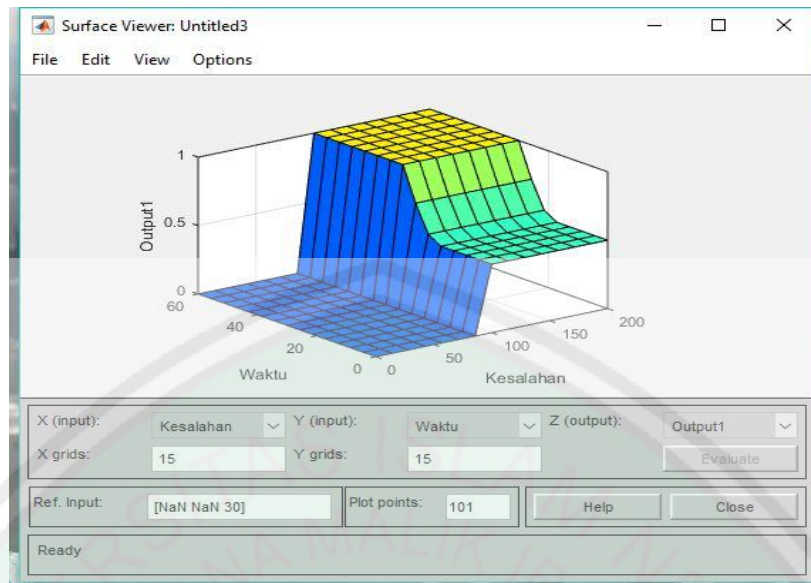 Surface Viewer: Untitled3
File Edit View Options
1
0.5
0
Output1
60
40
20
0
Waktu
0
50
100
150
200
Kesalahan
X (input): Kesalahan Y (input): Waktu Z (output): Output1
X grids: 15 Y grids: 15 Evaluate
Ref. Input: [NaN NaN 30] Plot points: 101 Help Close
Ready